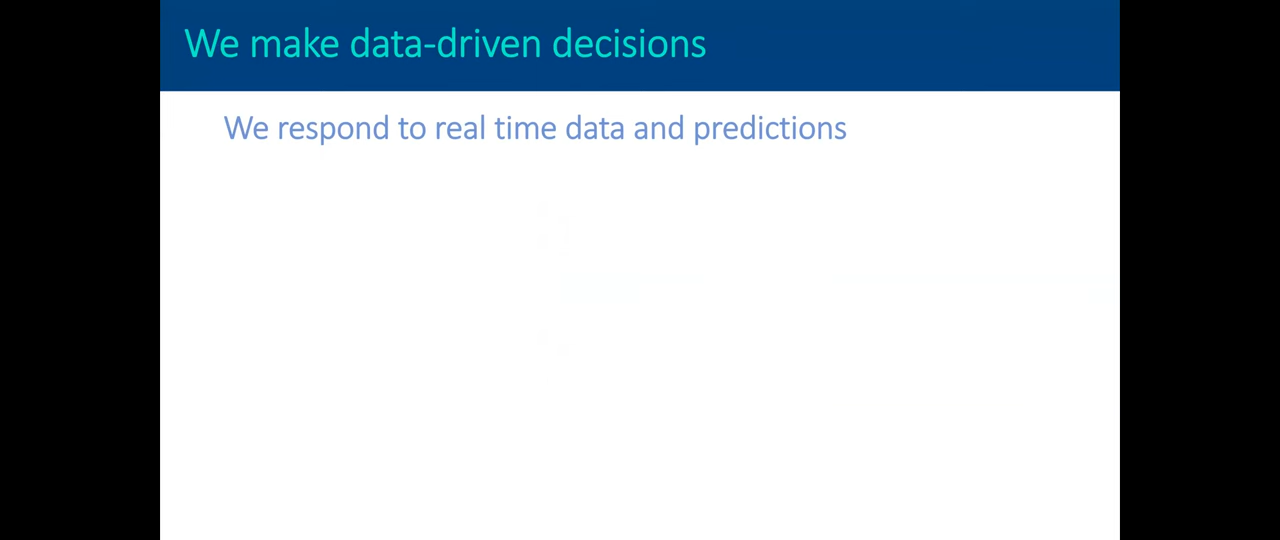 We make data-driven decisions
We respond to real time data and predictions